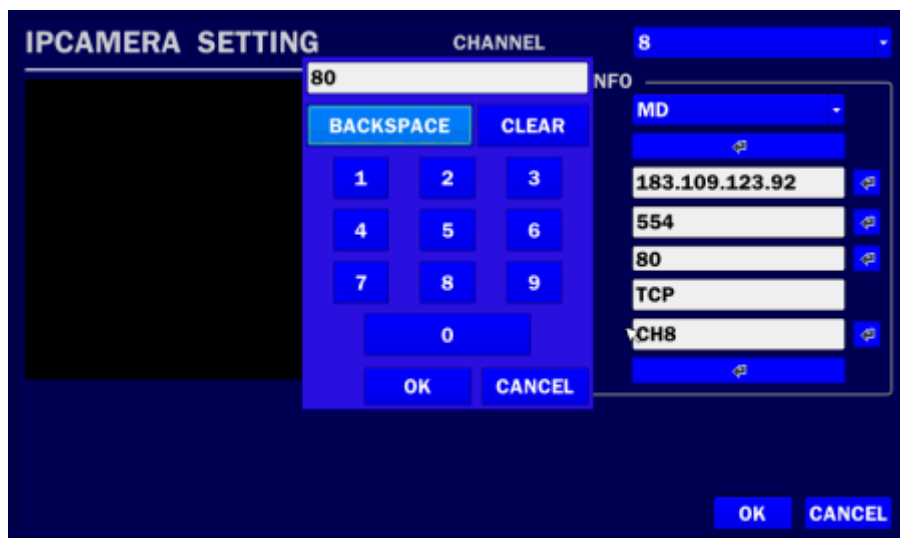 IPCAMERA SETTING
CHANNEL
8
80
NFO
BACKSPACE
CLEAR
MD
1
2
3
183.109.123.92
4
5
6
554
80
7
8
9
TCP
0
CH8
OK
CANCEL
OK
CANCEL